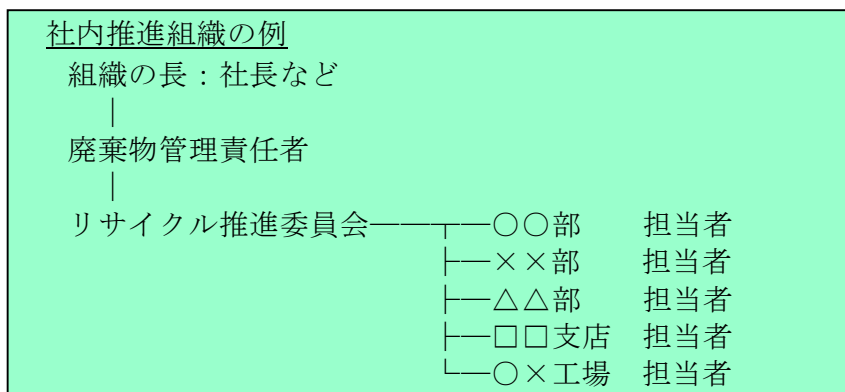 社内推進組織の例
組織の長：社長など
｜
廃棄物管理責任者
｜
リサイクル推進委員会――┬―○○部　担当者
├―××部　担当者
├―△△部　担当者
├―□□支店　担当者
└―○×工場　担当者